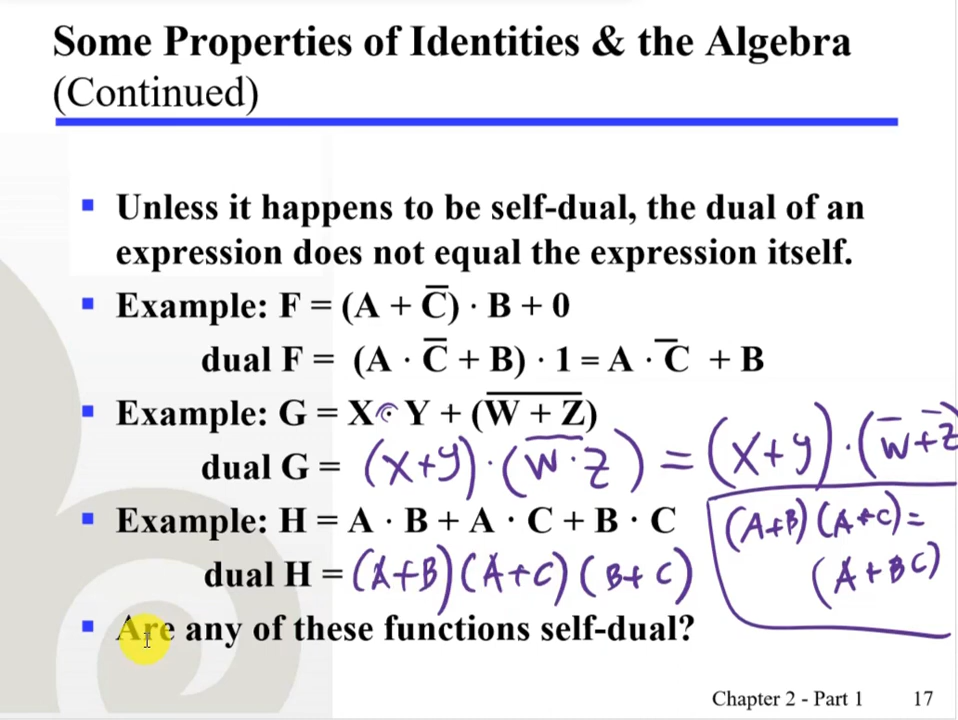 Some Properties of Identities & the Algebra
(Continued)
▪ Unless it happens to be self-dual, the dual of an
expression does not equal the expression itself.
▪ Example: F = (A + C̅) · B + 0
dual F = (A · C̅ + B) · 1 = A · C̅ + B
▪ Example: G = X · Y + (W̅ ̅+̅ ̅Z̅)
dual G = (X+Y) · (W̅ ̅·̅ ̅Z̅) = (X+Y) · (W̅+Z̅
▪ Example: H = A · B + A · C + B · C
dual H = (A+B)(A+C)(B+C)
(A+B)(A+C)=
(A+BC)
▪ Are any of these functions self-dual?
Chapter 2 - Part 1 17